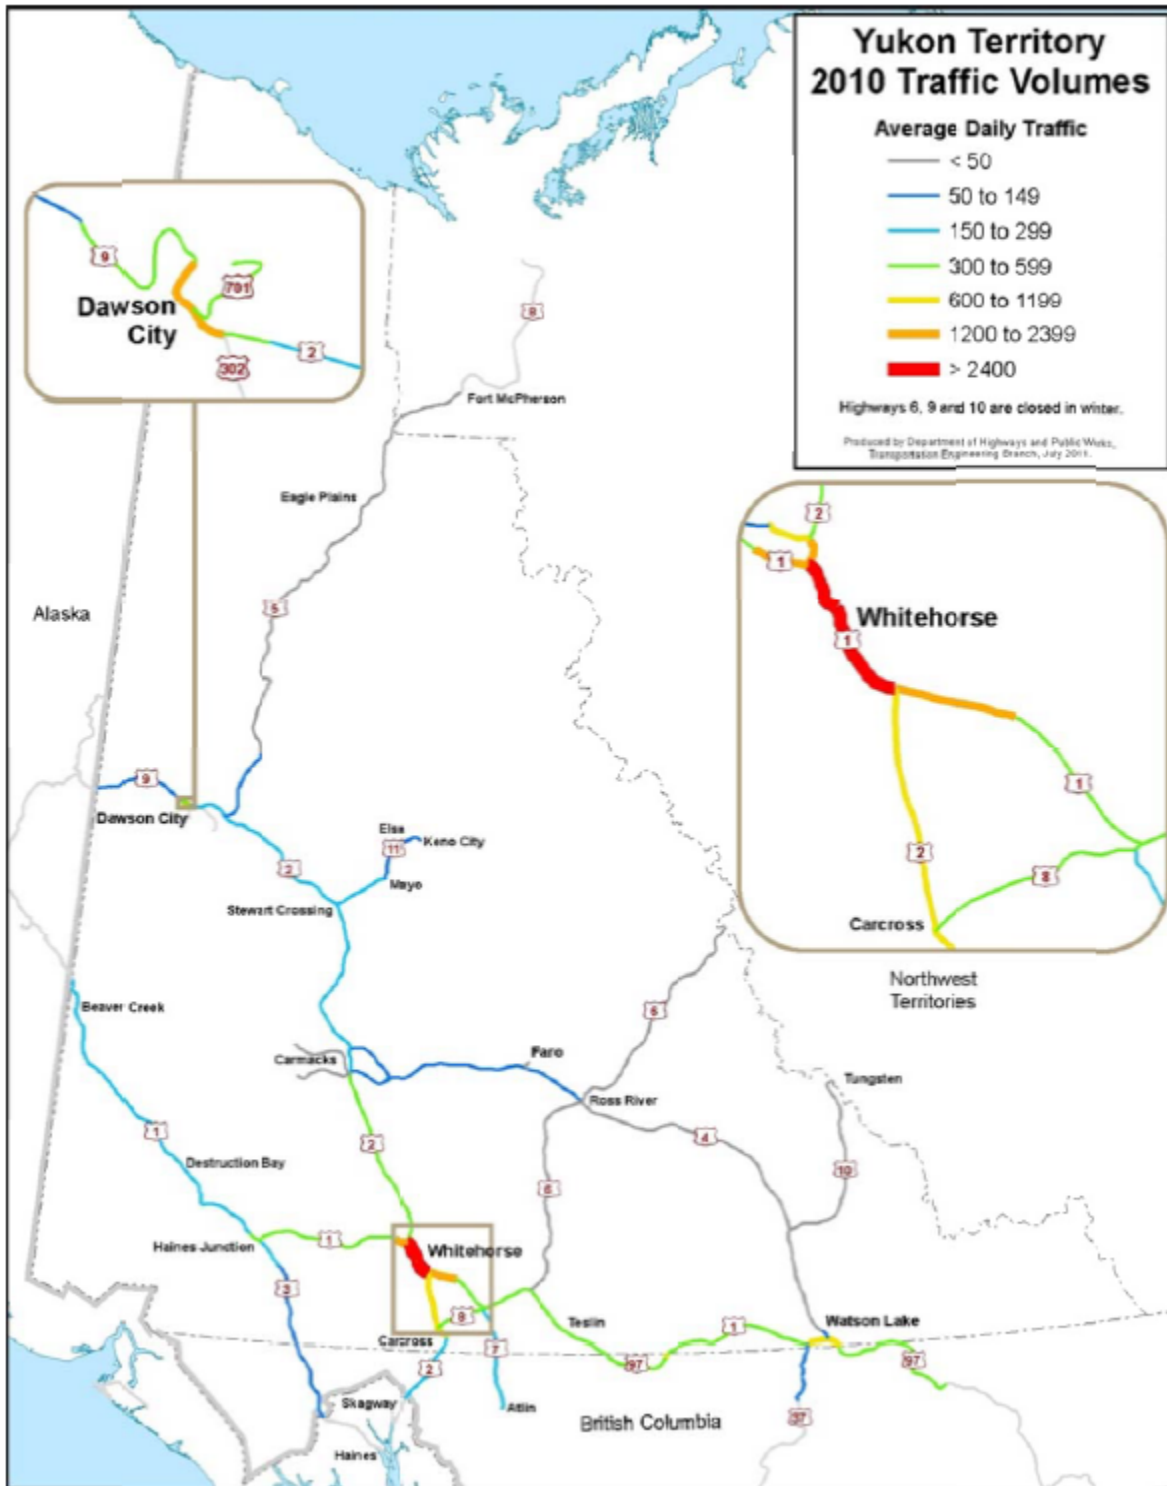 Yukon Territory
2010 Traffic Volumes
Average Daily Traffic
< 50
50 to 149
150 to 299
300 to 599
600 to 1199
1200 to 2399
> 2400
Highways 6, 9 and 10 are closed in winter.
Produced by Department of Highways and Public Works,
Transportation Engineering Branch, July 2011.
9
701
Dawson
City
2
302
8
Fort McPherson
Eagle Plains
5
Alaska
2
1
Whitehorse
1
1
2
8
Carcross
9
Dawson City
Elsa
Keno City
11
2
Mayo
Stewart Crossing
Northwest
Territories
Beaver Creek
6
Carmacks
Faro
Tungsten
Ross River
1
2
4
Destruction Bay
10
6
1
Haines Junction
Whitehorse
3
8
Teslin
1
Watson Lake
Carcross
7
97
97
2
Skagway
Atlin
British Columbia
37
Haines